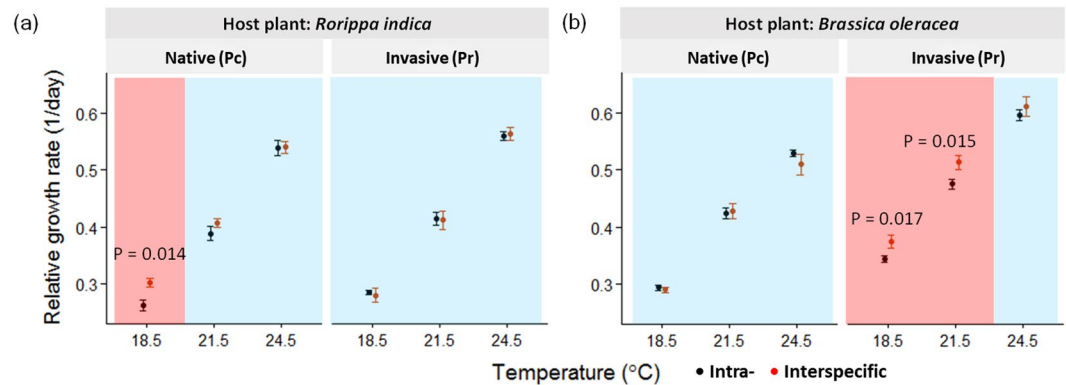 (a)
Host plant: Rorippa indica
Native (Pc)
Invasive (Pr)
(b)
Host plant: Brassica oleracea
Native (Pc)
Invasive (Pr)
Relative growth rate (1/day)
0.6
0.5
0.4
0.3
P = 0.014
18.5
21.5
24.5
18.5
21.5
24.5
0.6
0.5
0.4
0.3
P = 0.017
P = 0.015
18.5
21.5
24.5
18.5
21.5
24.5
Temperature (°C)
Intra-
Interspecific